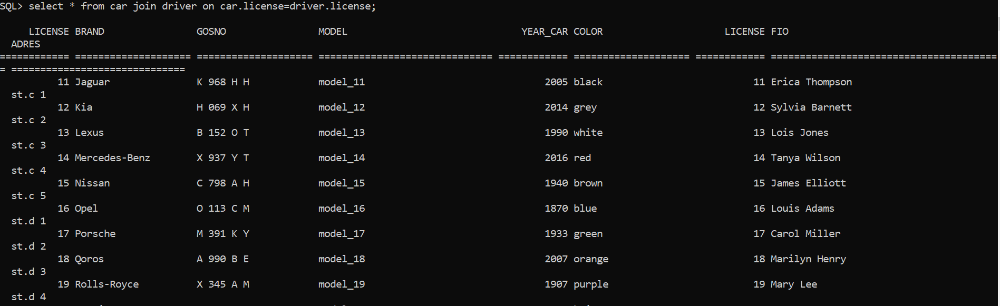 SQL> select * from car join driver on car.license=driver.license;
LICENSE BRAND GOSNO MODEL YEAR_CAR COLOR LICENSE FIO
ADRES
============ ==================== ==================== ============================== ============ ==================== ============ =======================================
= ==============================
11 Jaguar K 968 H H model_11 2005 black 11 Erica Thompson
st.c 1
12 Kia H 069 X H model_12 2014 grey 12 Sylvia Barnett
st.c 2
13 Lexus B 152 O T model_13 1990 white 13 Lois Jones
st.c 3
14 Mercedes-Benz X 937 Y T model_14 2016 red 14 Tanya Wilson
st.c 4
15 Nissan C 798 A H model_15 1940 brown 15 James Elliott
st.c 5
16 Opel O 113 C M model_16 1870 blue 16 Louis Adams
st.d 1
17 Porsche M 391 K Y model_17 1933 green 17 Carol Miller
st.d 2
18 Qoros A 990 B E model_18 2007 orange 18 Marilyn Henry
st.d 3
19 Rolls-Royce X 345 A M model_19 1907 purple 19 Mary Lee
st.d 4